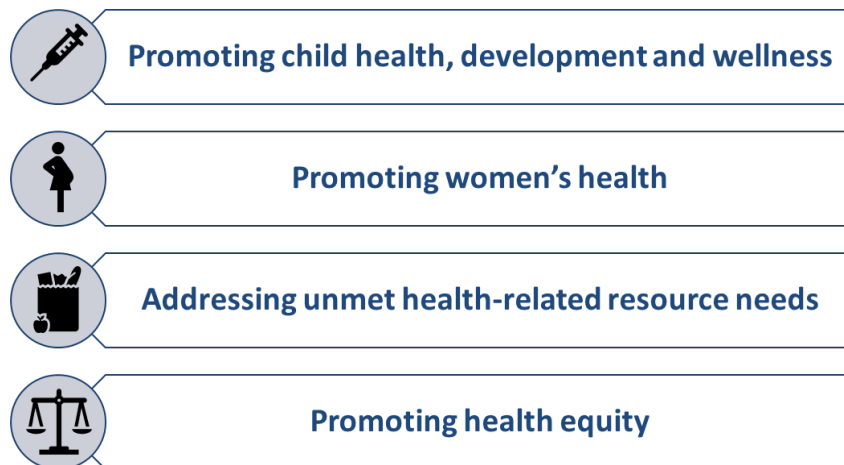 Promoting child health, development and wellness
Promoting women’s health
Addressing unmet health-related resource needs
Promoting health equity